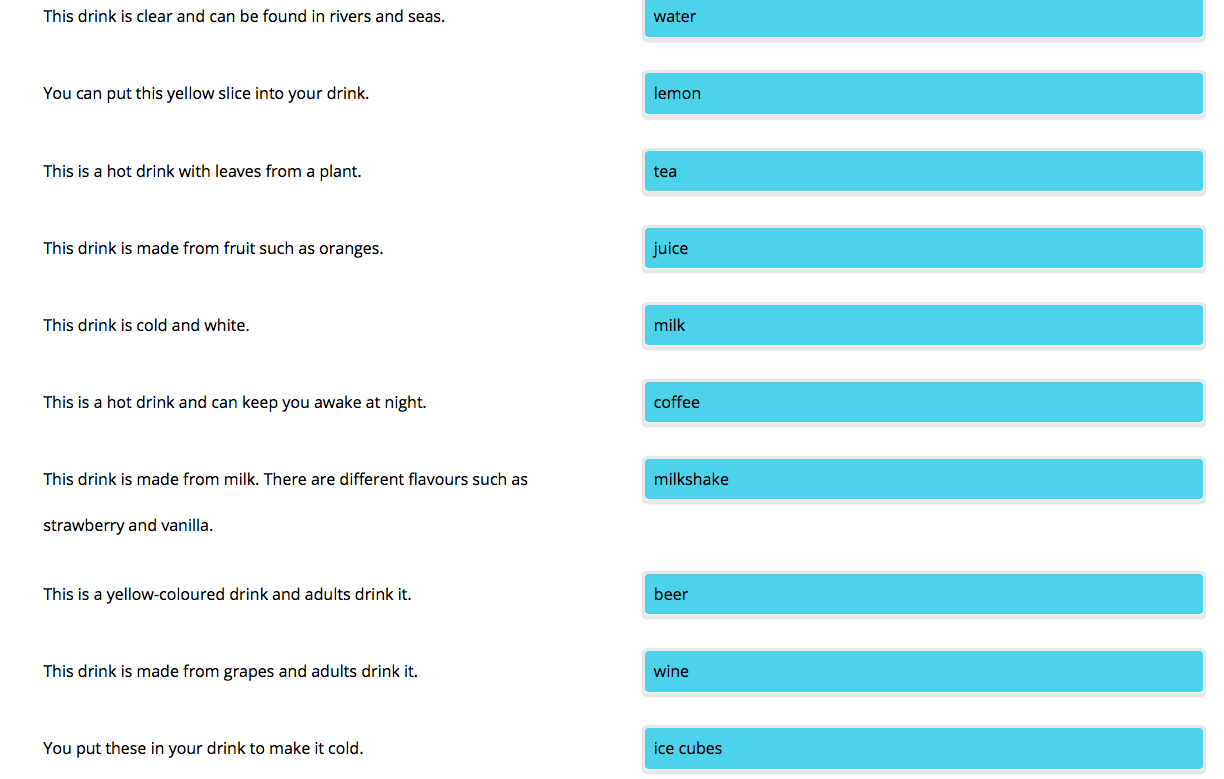 This drink is clear and can be found in rivers and seas.
water
You can put this yellow slice into your drink.
lemon
This is a hot drink with leaves from a plant.
tea
This drink is made from fruit such as oranges.
juice
This drink is cold and white.
milk
This is a hot drink and can keep you awake at night.
coffee
This drink is made from milk. There are different flavours such as
strawberry and vanilla.
milkshake
This is a yellow-coloured drink and adults drink it.
beer
This drink is made from grapes and adults drink it.
wine
You put these in your drink to make it cold.
ice cubes